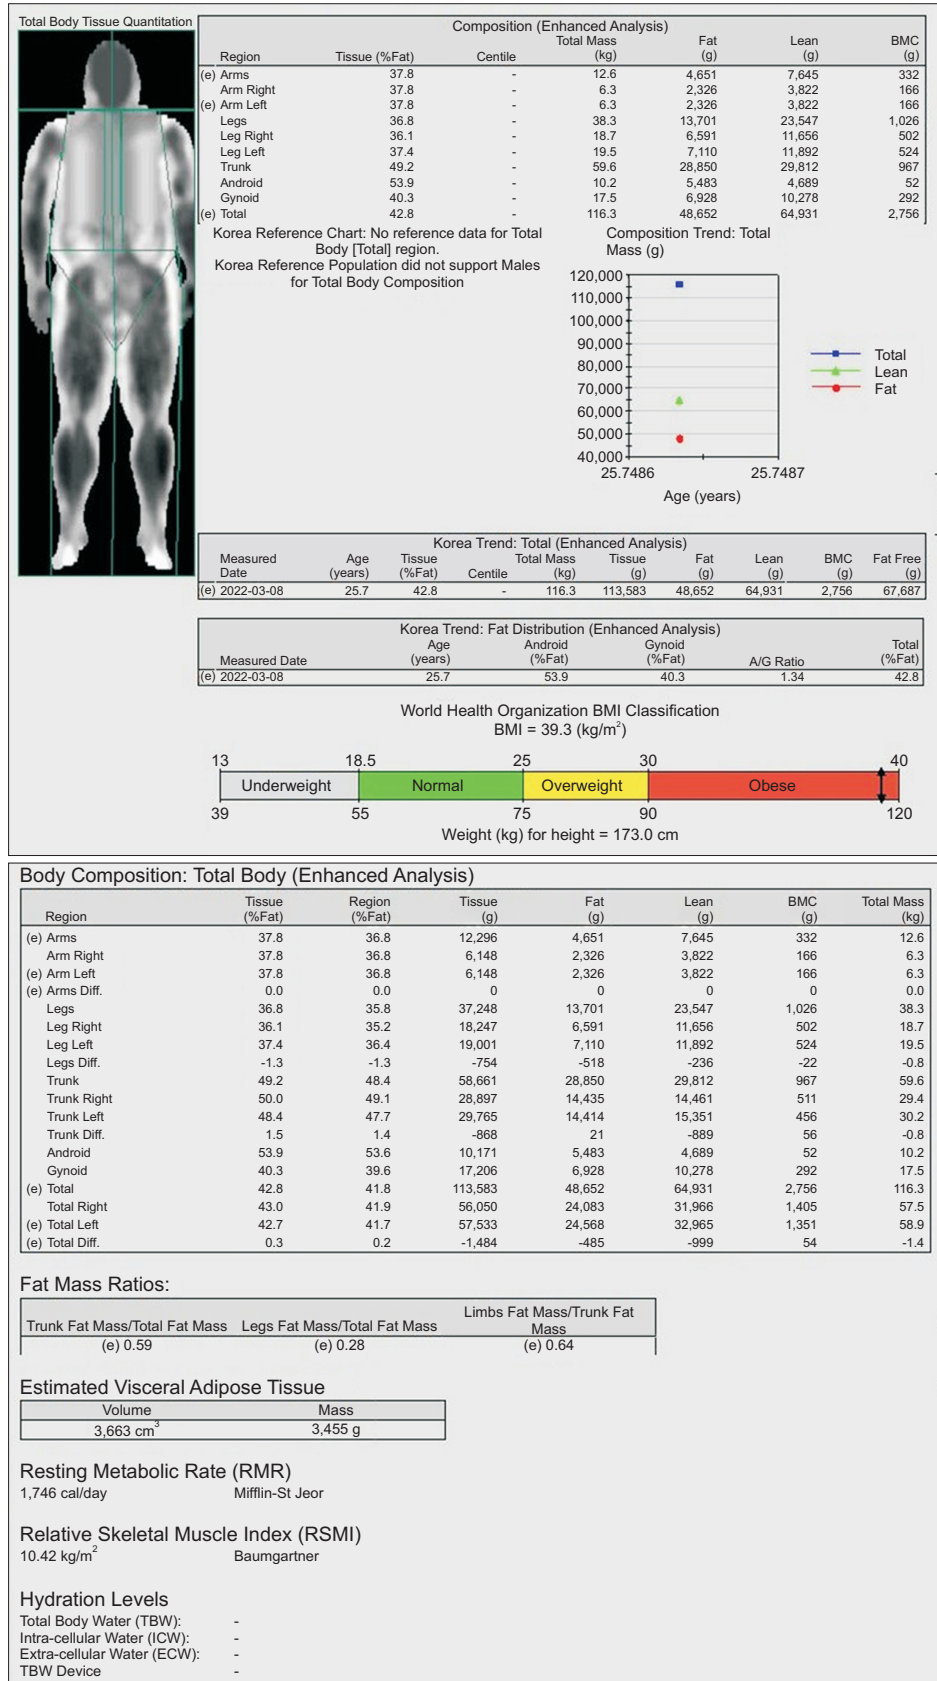 Total Body Tissue Quantitation
Composition (Enhanced Analysis)
Region Tissue (%Fat) Centile Total Mass (kg) Fat (g) Lean (g) BMC (g)
(e) Arms 37.8 - 12.6 4,651 7,645 332
Arm Right 37.8 - 6.3 2,326 3,822 166
(e) Arm Left 37.8 - 6.3 2,326 3,822 166
Legs 36.8 - 38.3 13,701 23,547 1,026
Leg Right 36.1 - 18.7 6,591 11,656 502
Leg Left 37.4 - 19.5 7,110 11,892 524
Trunk 49.2 - 59.6 28,850 29,812 967
Android 53.9 - 10.2 5,483 4,689 52
Gynoid 40.3 - 17.5 6,928 10,278 292
(e) Total 42.8 - 116.3 48,652 64,931 2,756
Korea Reference Chart: No reference data for Total
Body [Total] region.
Korea Reference Population did not support Males
for Total Body Composition
Composition Trend: Total
Mass (g)
120,000
110,000
100,000
90,000
80,000
70,000
60,000
50,000
40,000
25.7486 25.7487
Age (years)
Total
Lean
Fat
Korea Trend: Total (Enhanced Analysis)
Measured Date Age (years) Tissue (%Fat) Centile Total Mass (kg) Tissue (g) Fat (g) Lean (g) BMC (g) Fat Free (g)
(e) 2022-03-08 25.7 42.8 - 116.3 113,583 48,652 64,931 2,756 67,687
Korea Trend: Fat Distribution (Enhanced Analysis)
Measured Date Age (years) Android (%Fat) Gynoid (%Fat) A/G Ratio Total (%Fat)
(e) 2022-03-08 25.7 53.9 40.3 1.34 42.8
World Health Organization BMI Classification
BMI = 39.3 (kg/m²)
13 18.5 25 30 40
Underweight Normal Overweight Obese
39 55 75 90 120
Weight (kg) for height = 173.0 cm
Body Composition: Total Body (Enhanced Analysis)
Region Tissue (%Fat) Region (%Fat) Tissue (g) Fat (g) Lean (g) BMC (g) Total Mass (kg)
(e) Arms 37.8 36.8 12,296 4,651 7,645 332 12.6
Arm Right 37.8 36.8 6,148 2,326 3,822 166 6.3
(e) Arm Left 37.8 36.8 6,148 2,326 3,822 166 6.3
(e) Arms Diff. 0.0 0.0 0 0 0 0 0.0
Legs 36.8 35.8 37,248 13,701 23,547 1,026 38.3
Leg Right 36.1 35.2 18,247 6,591 11,656 502 18.7
Leg Left 37.4 36.4 19,001 7,110 11,892 524 19.5
Legs Diff. -1.3 -1.3 -754 -518 -236 -22 -0.8
Trunk 49.2 48.4 58,661 28,850 29,812 967 59.6
Trunk Right 50.0 49.1 28,897 14,435 14,461 511 29.4
Trunk Left 48.4 47.7 29,765 14,414 15,351 456 30.2
Trunk Diff. 1.5 1.4 -868 21 -889 56 -0.8
Android 53.9 53.6 10,171 5,483 4,689 52 10.2
Gynoid 40.3 39.6 17,206 6,928 10,278 292 17.5
(e) Total 42.8 41.8 113,583 48,652 64,931 2,756 116.3
Total Right 43.0 41.9 56,050 24,083 31,966 1,405 57.5
(e) Total Left 42.7 41.7 57,533 24,568 32,965 1,351 58.9
(e) Total Diff. 0.3 0.2 -1,484 -485 -999 54 -1.4
Fat Mass Ratios:
Trunk Fat Mass/Total Fat Mass Legs Fat Mass/Total Fat Mass Limbs Fat Mass/Trunk Fat Mass
(e) 0.59 (e) 0.28 (e) 0.64
Estimated Visceral Adipose Tissue
Volume Mass
3,663 cm³ 3,455 g
Resting Metabolic Rate (RMR)
1,746 cal/day Mifflin-St Jeor
Relative Skeletal Muscle Index (RSMI)
10.42 kg/m² Baumgartner
Hydration Levels
Total Body Water (TBW): -
Intra-cellular Water (ICW): -
Extra-cellular Water (ECW): -
TBW Device -